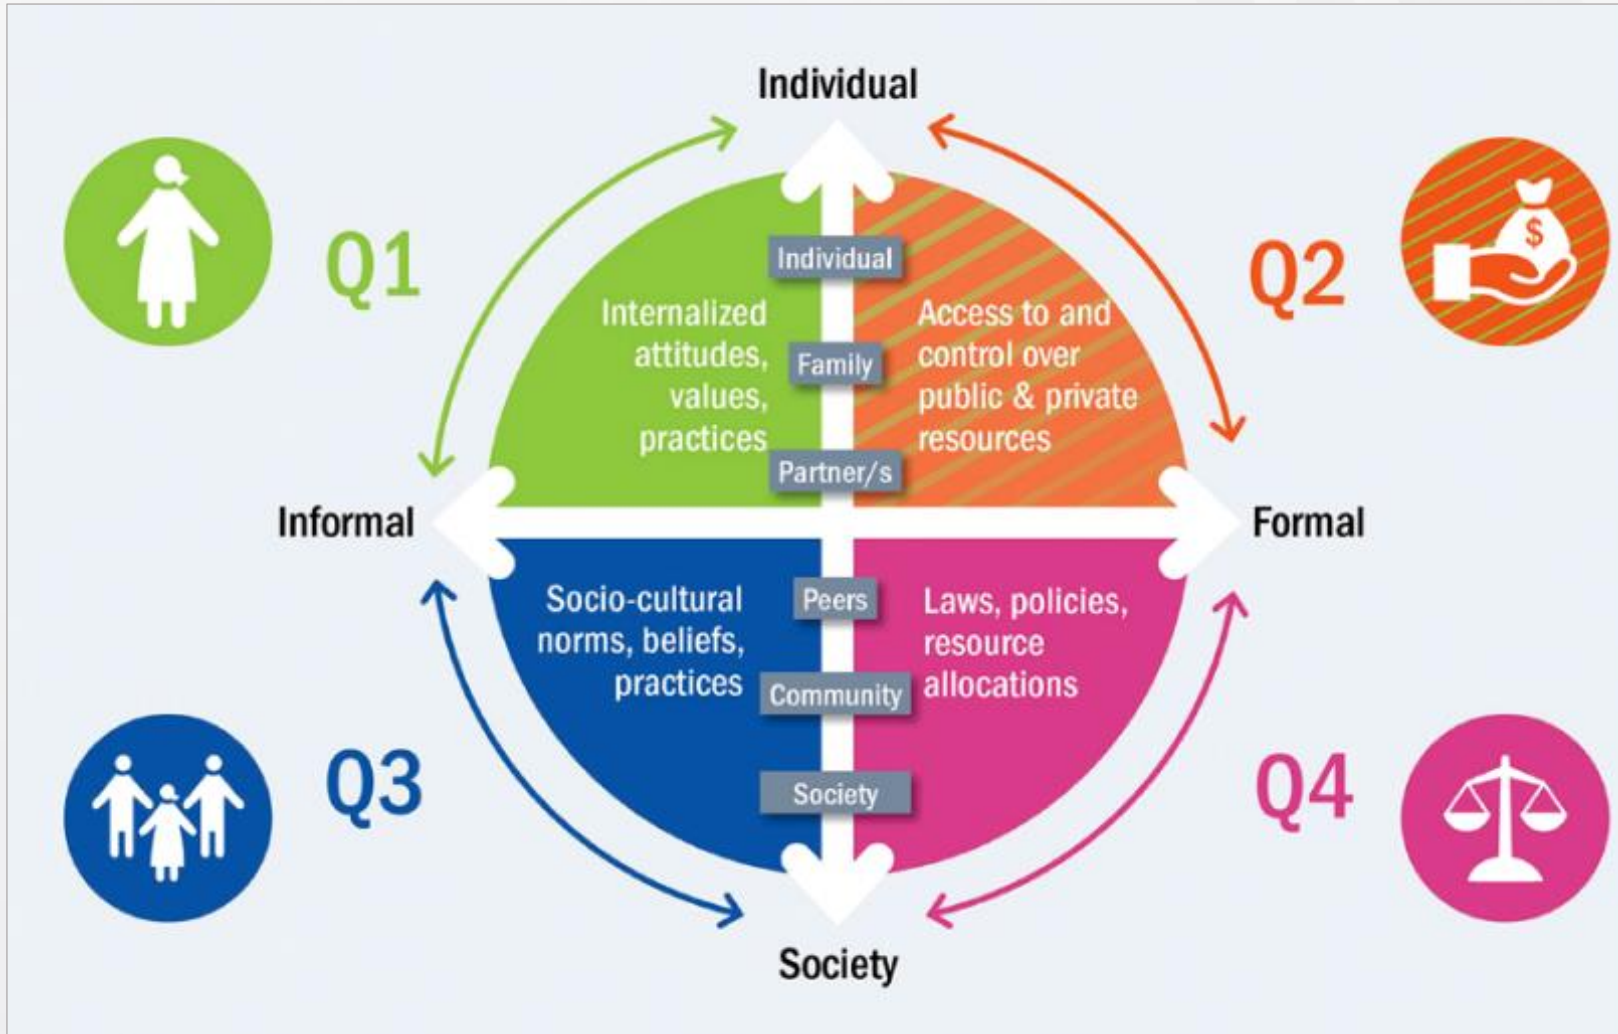 Individual
Q1
Q2
$
Individual
Internalized
attitudes,
values,
practices
Access to and
control over
public & private
resources
Family
Partner/s
Informal
Formal
Socio-cultural
norms, beliefs,
practices
Peers
Laws, policies,
resource
allocations
Community
Q3
Q4
Society
Society